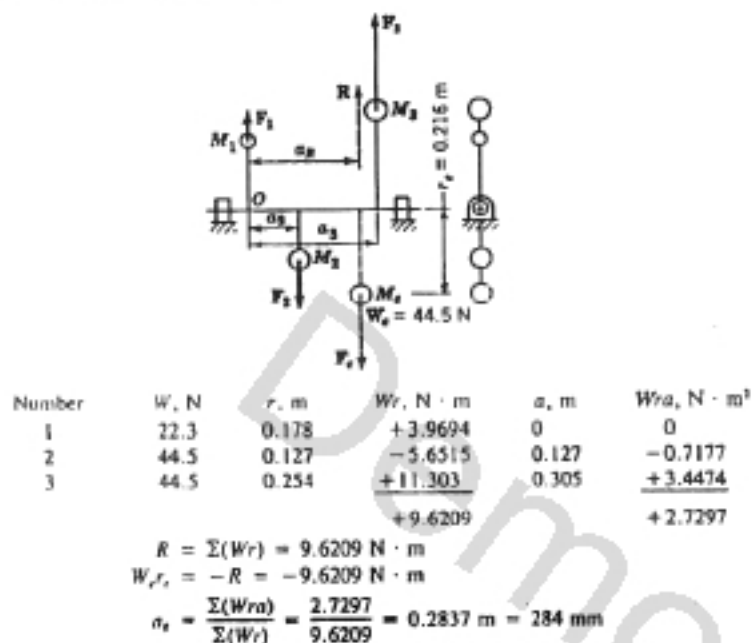 F₃
R
M₃
F₁
M₁
a_R
rₑ = 0.216 m
O
a₂
a₃
M₂
F₂
Mₑ
Wₑ = 44.5 N
Fₑ
Number W, N r, m Wr, N · m a, m Wra, N · m²
1 22.3 0.178 +3.9694 0 0
2 44.5 0.127 −5.6515 0.127 −0.7177
3 44.5 0.254 +11.303 0.305 +3.4474
+9.6209 +2.7297
R = Σ(Wr) = 9.6209 N · m
Wₑrₑ = −R = −9.6209 N · m
aₑ = Σ(Wra)/Σ(Wr) = 2.7297/9.6209 = 0.2837 m = 284 mm
Demo